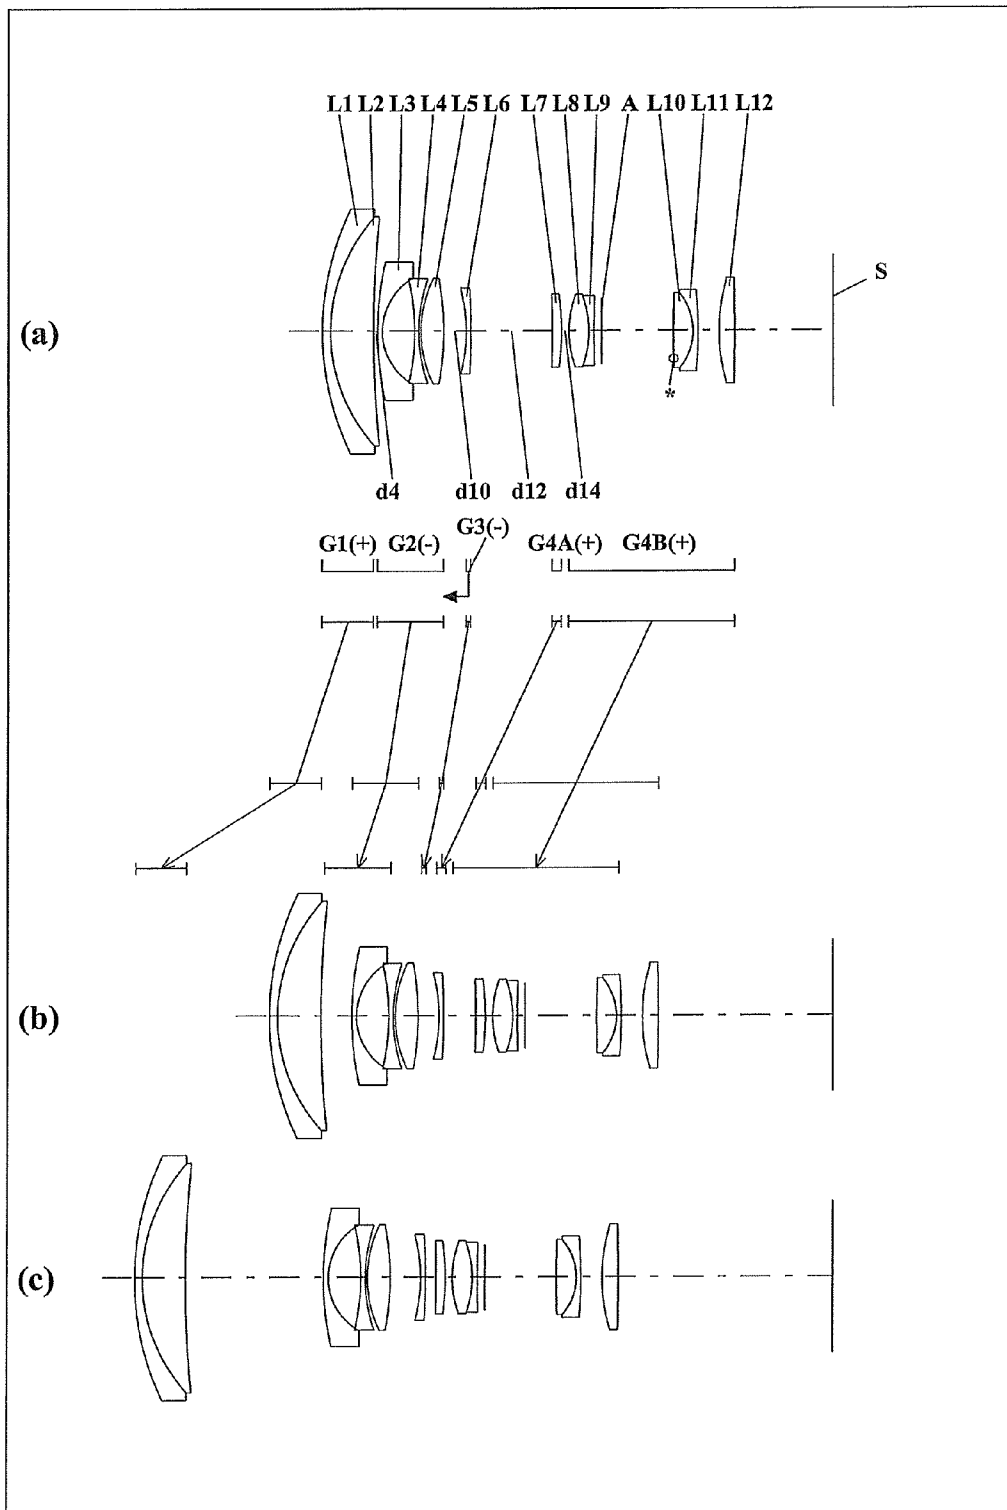 L1 L2 L3 L4 L5 L6 L7 L8 L9 A L10 L11 L12
S
(a)
*
d4 d10 d12 d14
G3(-)
G1(+) G2(-) G4A(+) G4B(+)
(b)
(c)